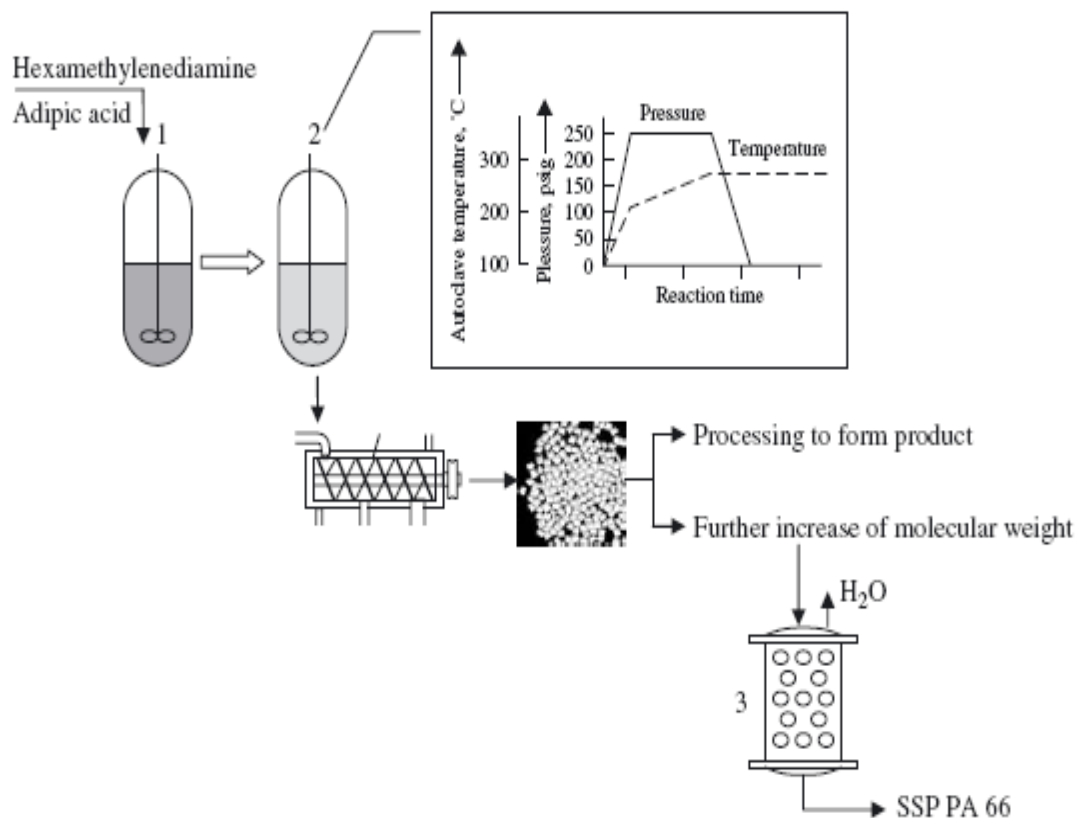 Hexamethylenediamine
Adipic acid
1
2
Autoclave temperature, °C
300
200
100
Plessure, psig
250
200
150
100
50
0
Pressure
Temperature
Reaction time
Processing to form product
Further increase of molecular weight
H₂O
3
SSP PA 66